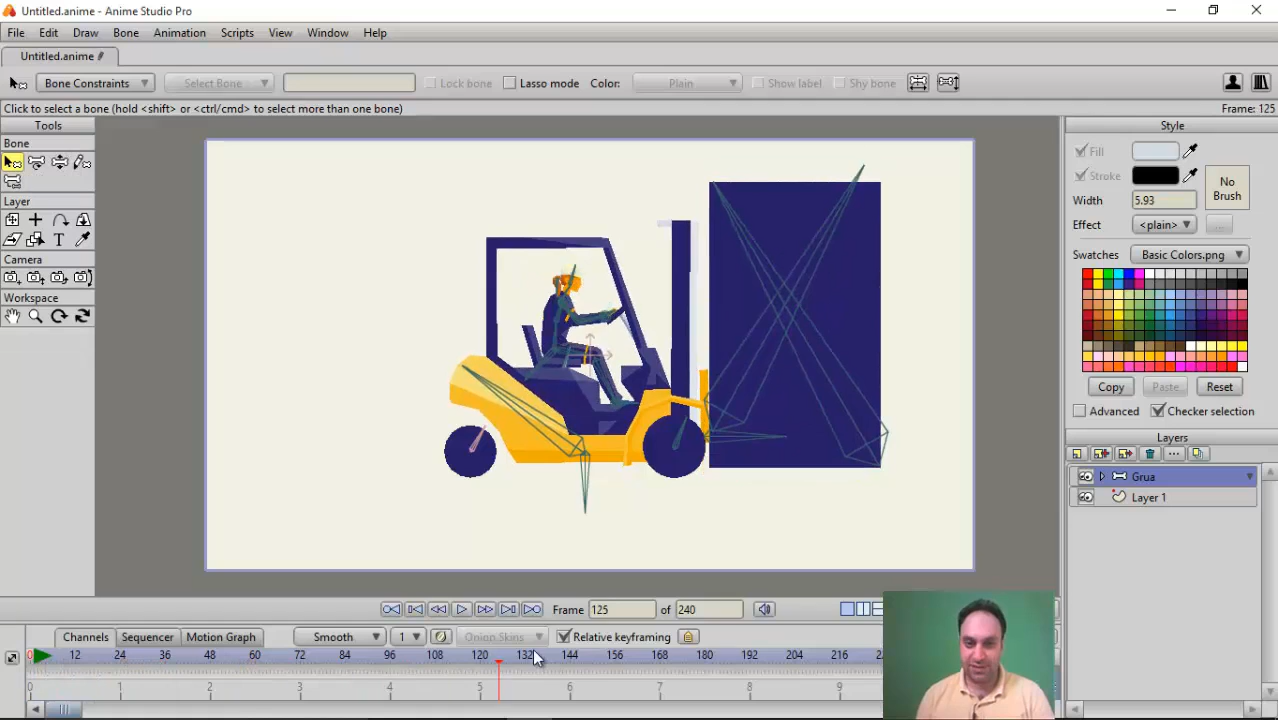 Untitled.anime - Anime Studio Pro
File Edit Draw Bone Animation Scripts View Window Help
Untitled.anime
Bone Constraints Select Bone Lock bone Lasso mode Color: Plain Show label Shy bone
Click to select a bone (hold <shift> or <ctrl/cmd> to select more than one bone) Frame: 125
Tools Style
Bone
Fill
Stroke
No Brush
Layer
Width 5.93
Effect <plain> ...
Camera
Swatches Basic Colors.png
Workspace
Copy Paste Reset
Advanced Checker selection
Layers
Grua
Layer 1
Frame 125 of 240
Channels Sequencer Motion Graph Smooth 1 Onion Skins Relative keyframing
0 12 24 36 48 60 72 84 96 108 120 132 144 156 168 180 192 204 216
0 1 2 3 4 5 6 7 8 9